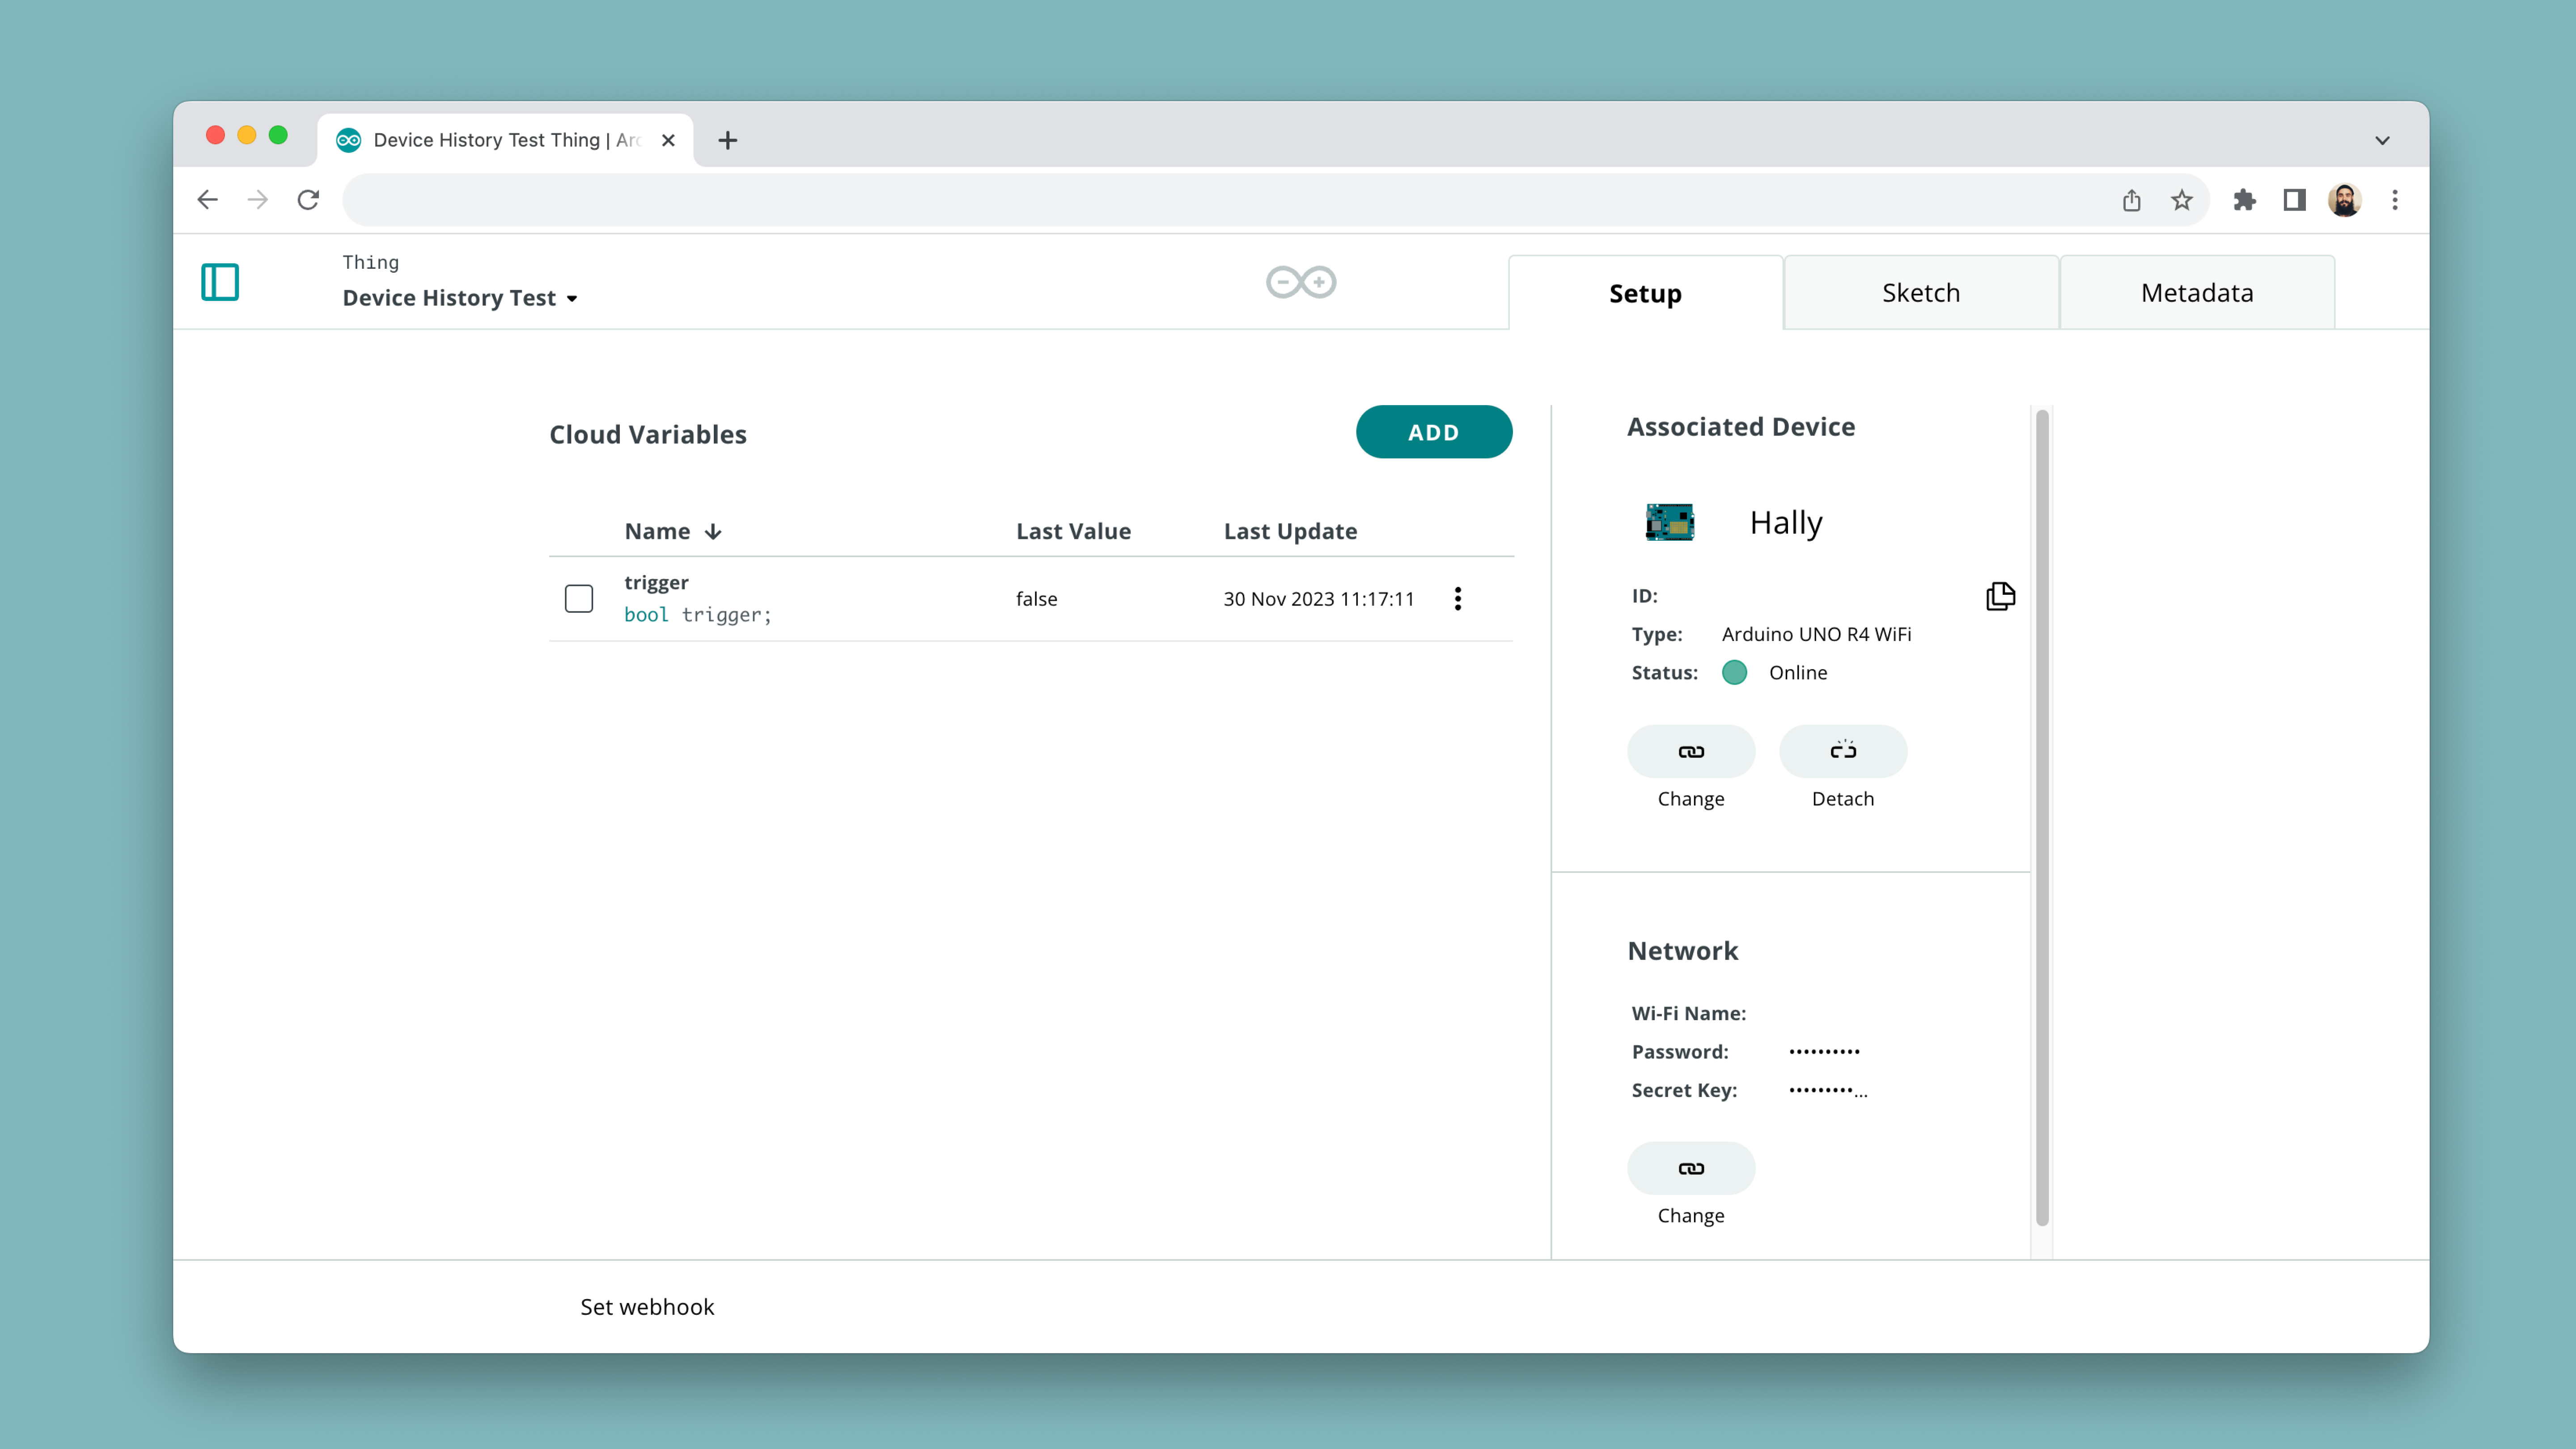 Device History Test Thing | Ar
Thing
Device History Test
Setup
Sketch
Metadata
Cloud Variables
ADD
Name
Last Value
Last Update
trigger
bool trigger;
false
30 Nov 2023 11:17:11
Associated Device
Hally
ID:
Type: Arduino UNO R4 WiFi
Status: Online
Change
Detach
Network
Wi-Fi Name:
Password: ••••••••••
Secret Key: •••••••••...
Change
Set webhook